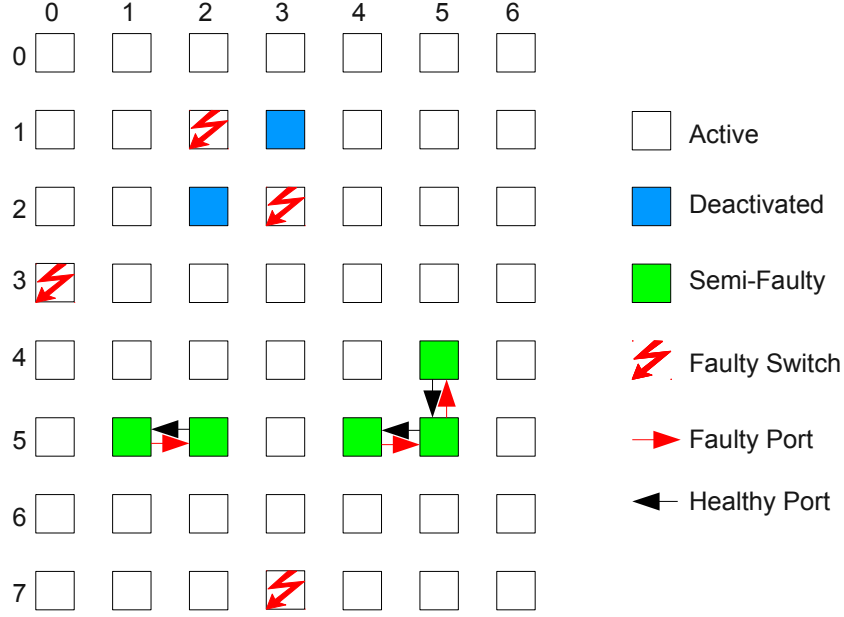 0 1 2 3 4 5 6
0
1
2
3
4
5
6
7
Active
Deactivated
Semi-Faulty
Faulty Switch
Faulty Port
Healthy Port